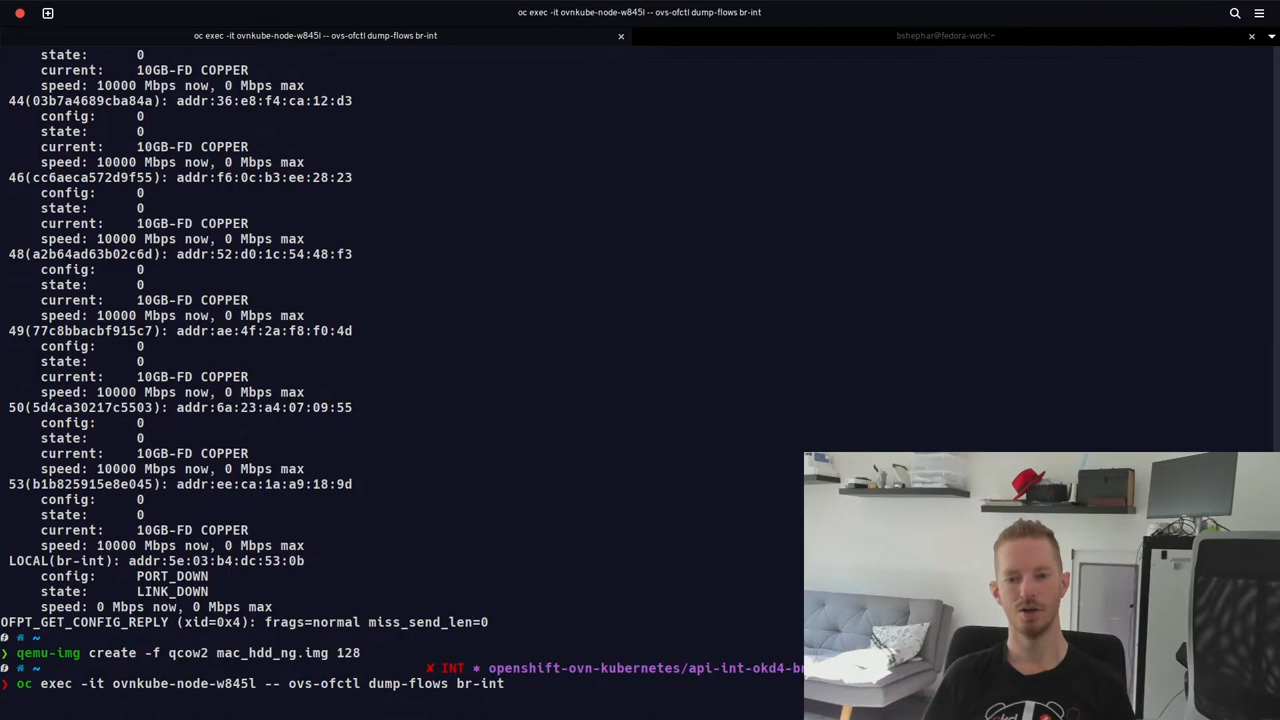 oc exec -it ovnkube-node-w845l -- ovs-ofctl dump-flows br-int
oc exec -it ovnkube-node-w845l -- ovs-ofctl dump-flows br-int
bshephar@fedora-work:~
state: 0
current: 10GB-FD COPPER
speed: 10000 Mbps now, 0 Mbps max
44(03b7a4689cba84a): addr:36:e8:f4:ca:12:d3
config: 0
state: 0
current: 10GB-FD COPPER
speed: 10000 Mbps now, 0 Mbps max
46(cc6aeca572d9f55): addr:f6:0c:b3:ee:28:23
config: 0
state: 0
current: 10GB-FD COPPER
speed: 10000 Mbps now, 0 Mbps max
48(a2b64ad63b02c6d): addr:52:d0:1c:54:48:f3
config: 0
state: 0
current: 10GB-FD COPPER
speed: 10000 Mbps now, 0 Mbps max
49(77c8bbacbf915c7): addr:ae:4f:2a:f8:f0:4d
config: 0
state: 0
current: 10GB-FD COPPER
speed: 10000 Mbps now, 0 Mbps max
50(5d4ca30217c5503): addr:6a:23:a4:07:09:55
config: 0
state: 0
current: 10GB-FD COPPER
speed: 10000 Mbps now, 0 Mbps max
53(b1b825915e8e045): addr:ee:ca:1a:a9:18:9d
config: 0
state: 0
current: 10GB-FD COPPER
speed: 10000 Mbps now, 0 Mbps max
LOCAL(br-int): addr:5e:03:b4:dc:53:0b
config: PORT_DOWN
state: LINK_DOWN
speed: 0 Mbps now, 0 Mbps max
OFPT_GET_CONFIG_REPLY (xid=0x4): frags=normal miss_send_len=0
~
❯ qemu-img create -f qcow2 mac_hdd_ng.img 128
~ ✘ INT ⎈ openshift-ovn-kubernetes/api-int-okd4-br
❯ oc exec -it ovnkube-node-w845l -- ovs-ofctl dump-flows br-int